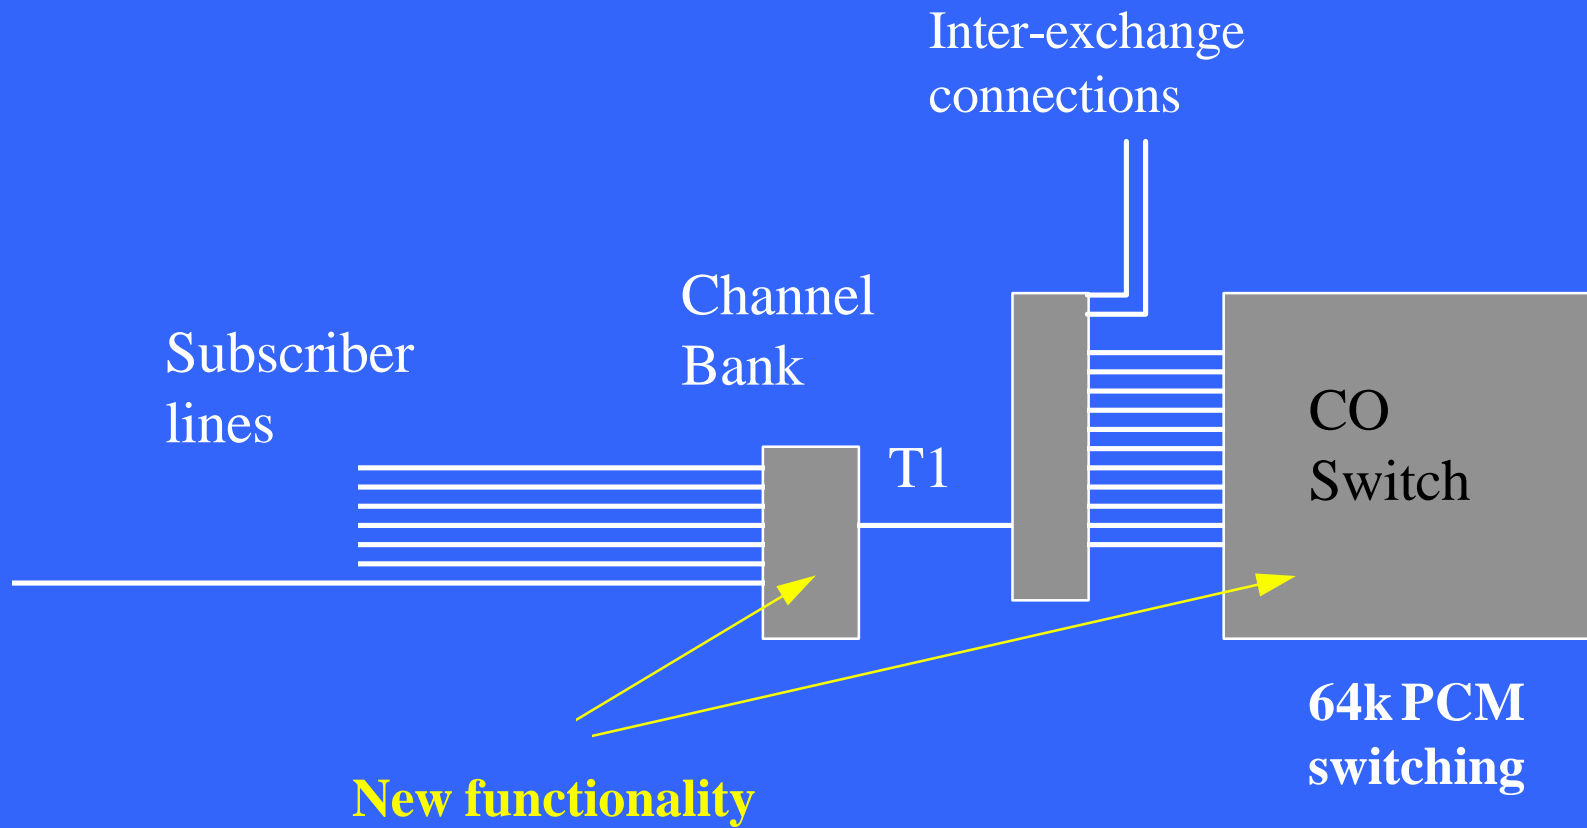 Inter-exchange
connections
Channel
Bank
Subscriber
lines
T1
CO
Switch
64k PCM
switching
New functionality